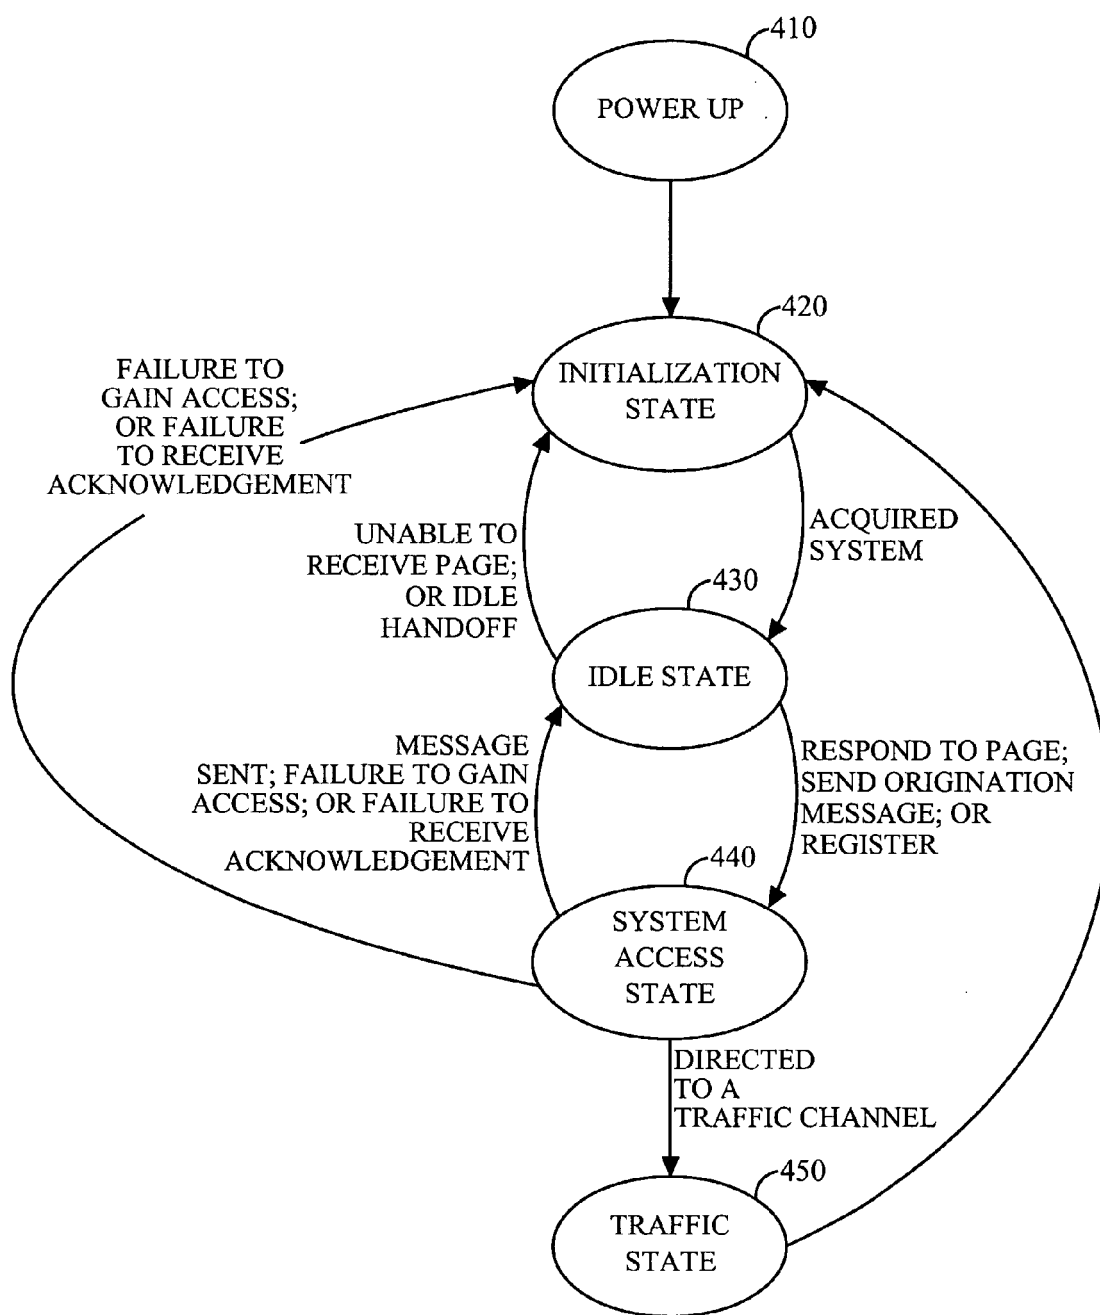 410
POWER UP
420
INITIALIZATION
STATE
FAILURE TO
GAIN ACCESS;
OR FAILURE
TO RECEIVE
ACKNOWLEDGEMENT
UNABLE TO
RECEIVE PAGE;
OR IDLE
HANDOFF
ACQUIRED
SYSTEM
430
IDLE STATE
MESSAGE
SENT; FAILURE TO GAIN
ACCESS; OR FAILURE TO
RECEIVE
ACKNOWLEDGEMENT
RESPOND TO PAGE;
SEND ORIGINATION
MESSAGE; OR
REGISTER
440
SYSTEM
ACCESS
STATE
DIRECTED
TO A
TRAFFIC CHANNEL
450
TRAFFIC
STATE